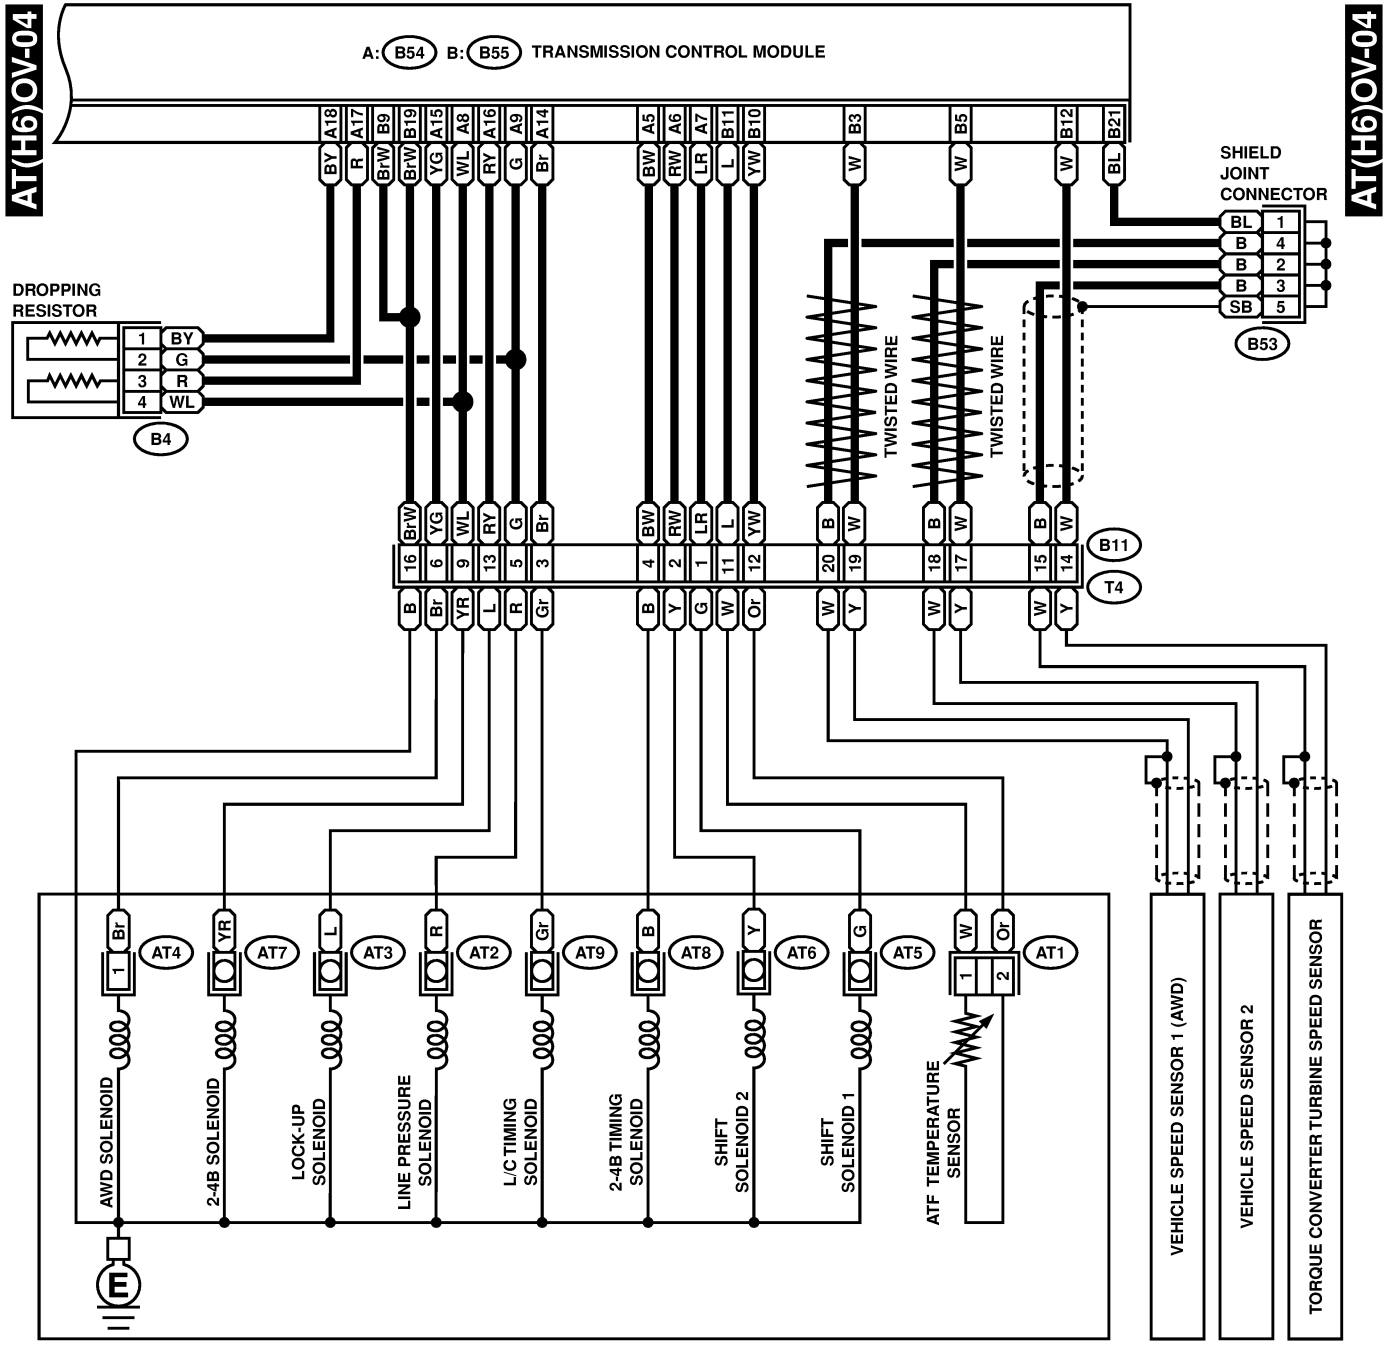 AT(H6)OV-04
AT(H6)OV-04
A: B54 B: B55 TRANSMISSION CONTROL MODULE
A18 A17 B9 B19 A15 A8 A16 A9 A14 A5 A6 A7 B11 B10 B3 B5 B12 B21
BY R BrW BrW YG WL RY G Br BW RW LR L YW W W W BL
SHIELD
JOINT
CONNECTOR
BL 1
B 4
B 2
B 3
SB 5
B53
DROPPING
RESISTOR
1 BY
2 G
3 R
4 WL
B4
TWISTED WIRE
TWISTED WIRE
BrW YG WL RY G Br BW RW LR L YW B W B W B W
B11
16 6 9 13 5 3 4 2 1 11 12 20 19 18 17 15 14
T4
B Br YR L R Gr B Y G W Or W Y W Y W Y
Br YR L R Gr B Y G W Or
AT4 AT7 AT3 AT2 AT9 AT8 AT6 AT5 AT1
1 1 2
AWD SOLENOID
2-4B SOLENOID
LOCK-UP
SOLENOID
LINE PRESSURE
SOLENOID
L/C TIMING
SOLENOID
2-4B TIMING
SOLENOID
SHIFT
SOLENOID 2
SHIFT
SOLENOID 1
ATF TEMPERATURE
SENSOR
VEHICLE SPEED SENSOR 1 (AWD)
VEHICLE SPEED SENSOR 2
TORQUE CONVERTER TURBINE SPEED SENSOR
E